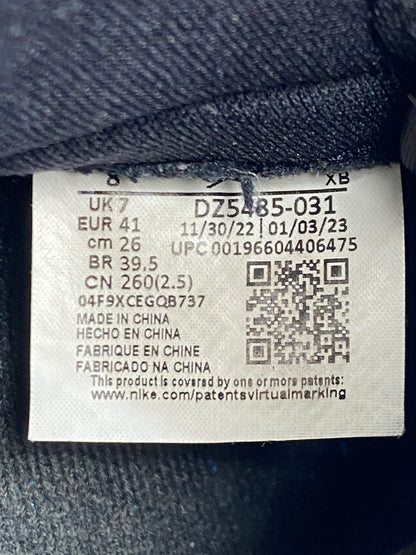 8 XB
UK 7 DZ5485-031
EUR 41 11/30/22 | 01/03/23
cm 26 UPC 00196604406475
BR 39,5
CN 260(2.5)
04F9XCEGQB737
MADE IN CHINA
HECHO EN CHINA
FABRIQUE EN CHINE
FABRICADO NA CHINA
This product is covered by one or more patents:
www.nike.com/patentsvirtualmarking